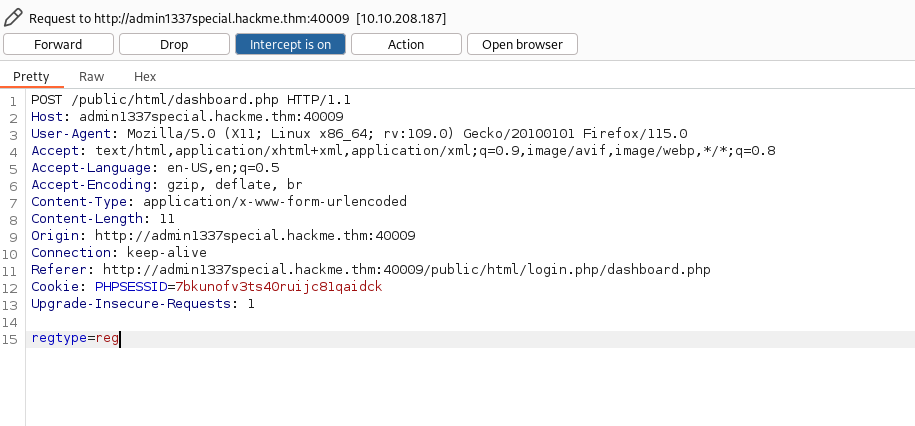 Request to http://admin1337special.hackme.thm:40009 [10.10.208.187]
Forward Drop Intercept is on Action Open browser
Pretty Raw Hex
1 POST /public/html/dashboard.php HTTP/1.1
2 Host: admin1337special.hackme.thm:40009
3 User-Agent: Mozilla/5.0 (X11; Linux x86_64; rv:109.0) Gecko/20100101 Firefox/115.0
4 Accept: text/html,application/xhtml+xml,application/xml;q=0.9,image/avif,image/webp,*/*;q=0.8
5 Accept-Language: en-US,en;q=0.5
6 Accept-Encoding: gzip, deflate, br
7 Content-Type: application/x-www-form-urlencoded
8 Content-Length: 11
9 Origin: http://admin1337special.hackme.thm:40009
10 Connection: keep-alive
11 Referer: http://admin1337special.hackme.thm:40009/public/html/login.php/dashboard.php
12 Cookie: PHPSESSID=7bkunofv3ts40ruijc81qaidck
13 Upgrade-Insecure-Requests: 1
14
15 regtype=reg